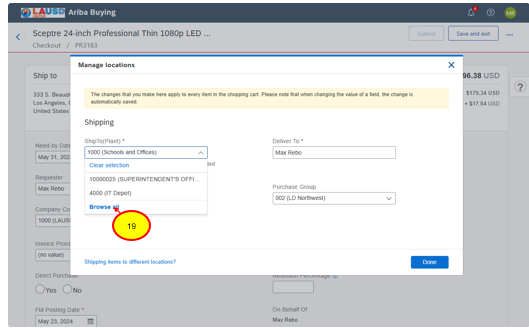 LAUSD Ariba Buying
ME
Sceptre 24-inch Professional Thin 1080p LED ...
Checkout / PR3183
Submit
Save and exit
Ship to
333 S. Beaud
Los Angeles,
United States
96.38 USD
$179.34 USD
+ $17.04 USD
Manage locations
The changes that you make here apply to every item in the shopping cart. Please note that when changing the value of a field, the change is
automatically saved.
Shipping
ShipTo(Plant) *
1000 (Schools and Offices)
Clear selection
10000025 (SUPERINTENDENT'S OFFI...
4000 (IT Depot)
Browse all
19
Deliver To *
Max Rebo
Purchase Group
002 (LD Northwest)
Shipping items to different locations?
Done
Need-by Date
May 31, 202
Requester
Max Rebo
Company Co
1000 (LAUS
Invoice Proce
(no value)
Direct Purchase
Yes
No
Retention Percentage
FM Posting Date *
May 23, 2024
On Behalf Of
Max Rebo